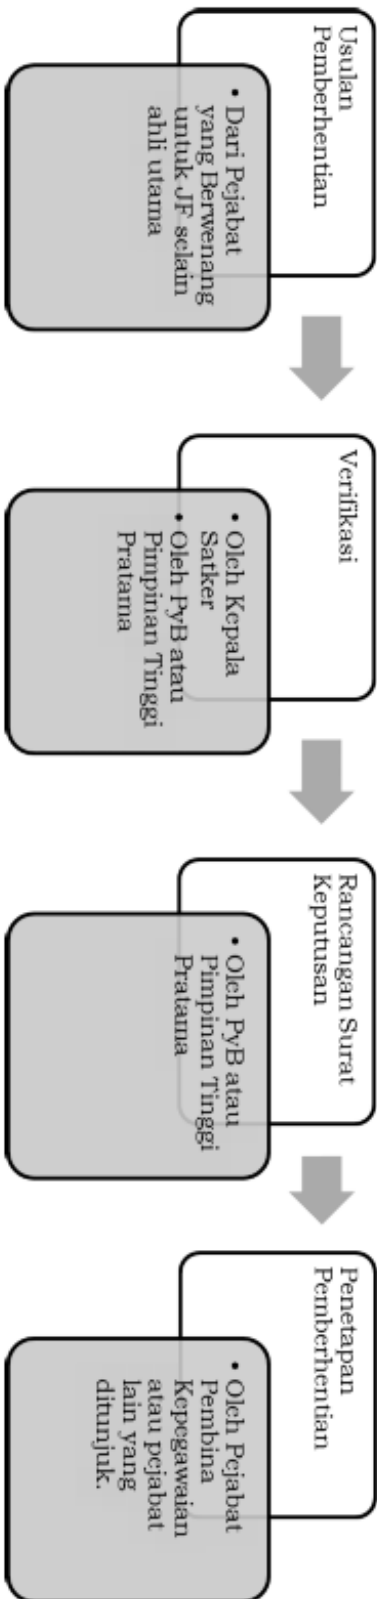 Usulan
Pemberhentian
• Dari Pejabat
yang Berwenang
untuk JF selain
ahli utama
Verifikasi
• Oleh Kepala
Satker
• Oleh PyB atau
Pimpinan Tinggi
Pratama
Rancangan Surat
Keputusan
• Oleh PyB atau
Pimpinan Tinggi
Pratama
Penetapan
Pemberhentian
• Oleh Pejabat
Pembina
Kepegawaian
atau pejabat
lain yang
ditunjuk.